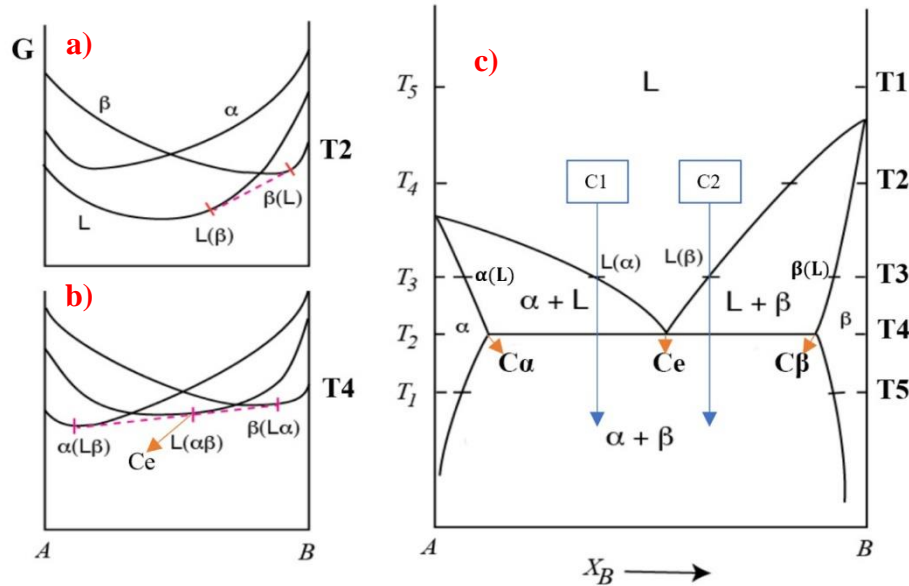 a)
G
β
α
T2
L
L(β)
β(L)
b)
T4
α(Lβ)
L(αβ)
β(Lα)
Ce
A
B
c)
L
T₅
T1
T₄
C1
C2
T2
L(α)
L(β)
T₃
α(L)
β(L)
T3
α + L
L + β
α
β
T₂
T4
Cα
Ce
Cβ
T₁
T5
α + β
A
B
X_B